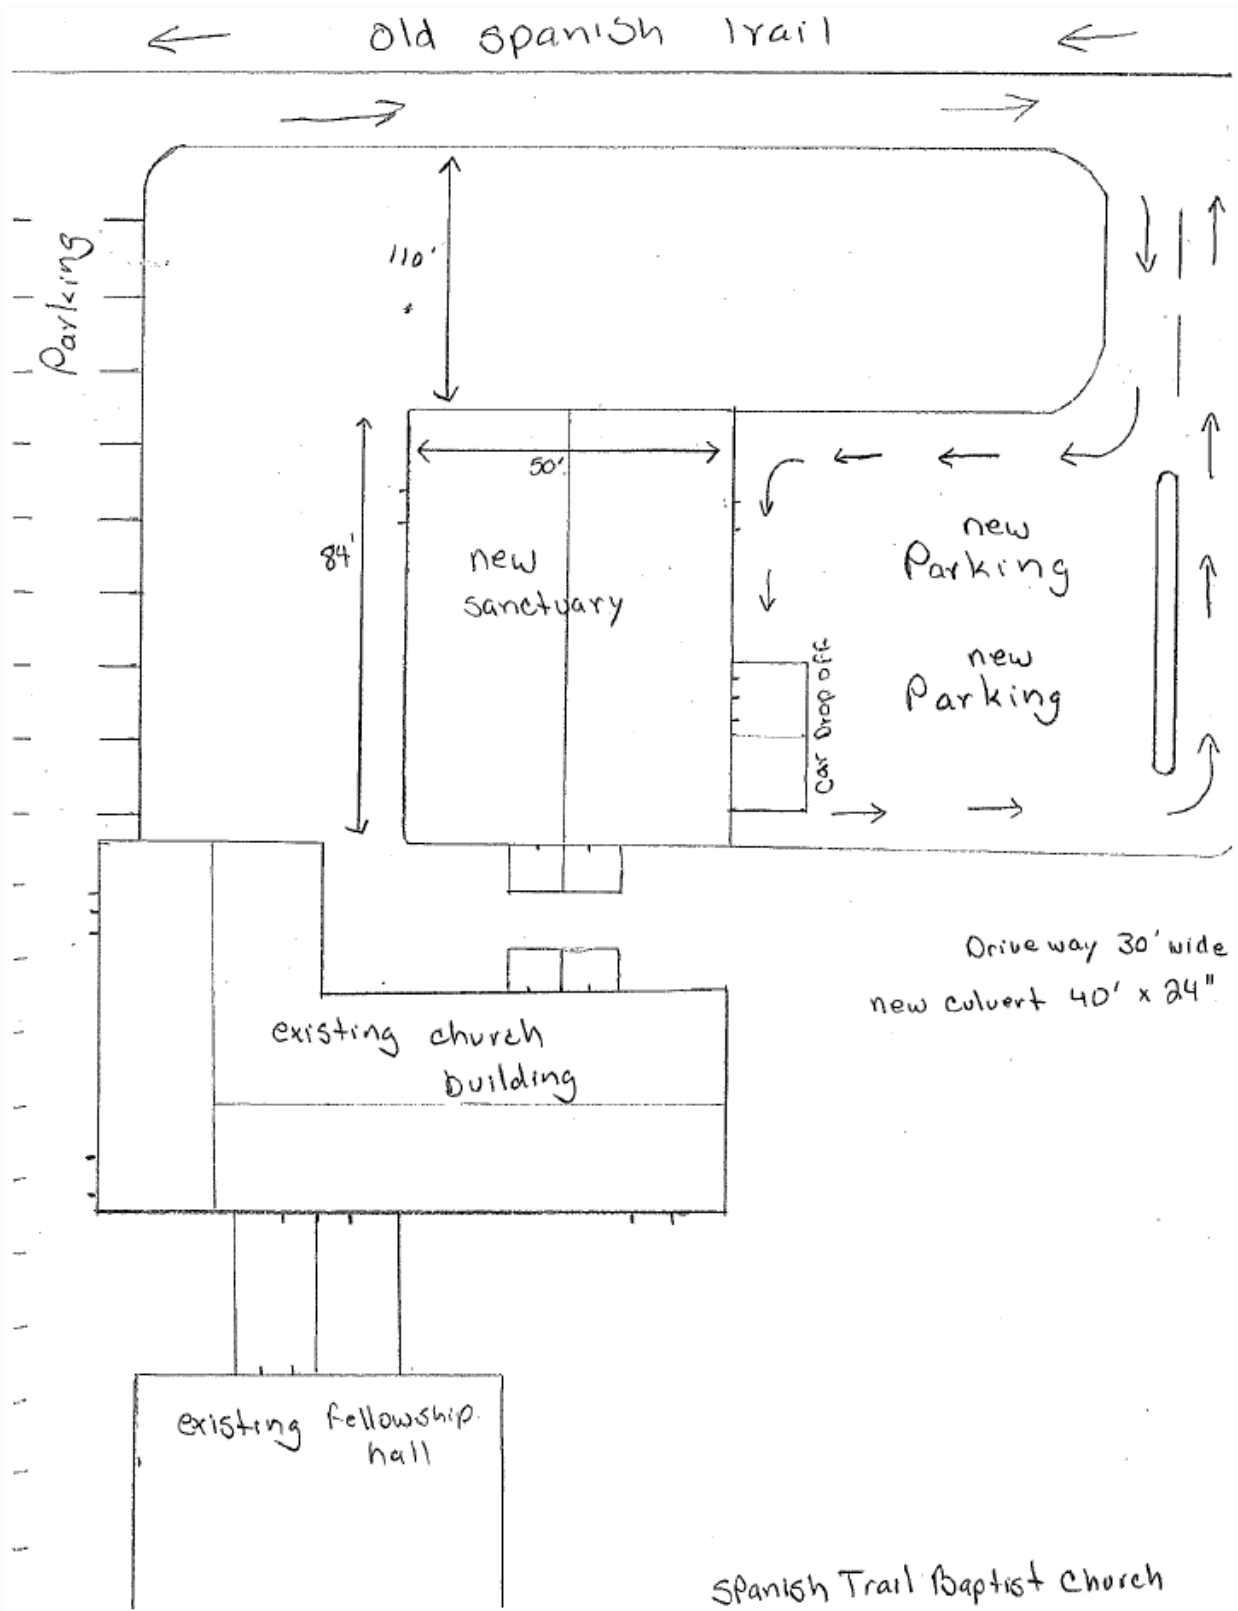 Old Spanish Trail
110'
Parking
50'
84'
new
sanctuary
new
Parking
new
Parking
Car Drop off
Drive way 30' wide
new culvert 40' x 24"
existing church
building
existing fellowship
hall
Spanish Trail Baptist Church